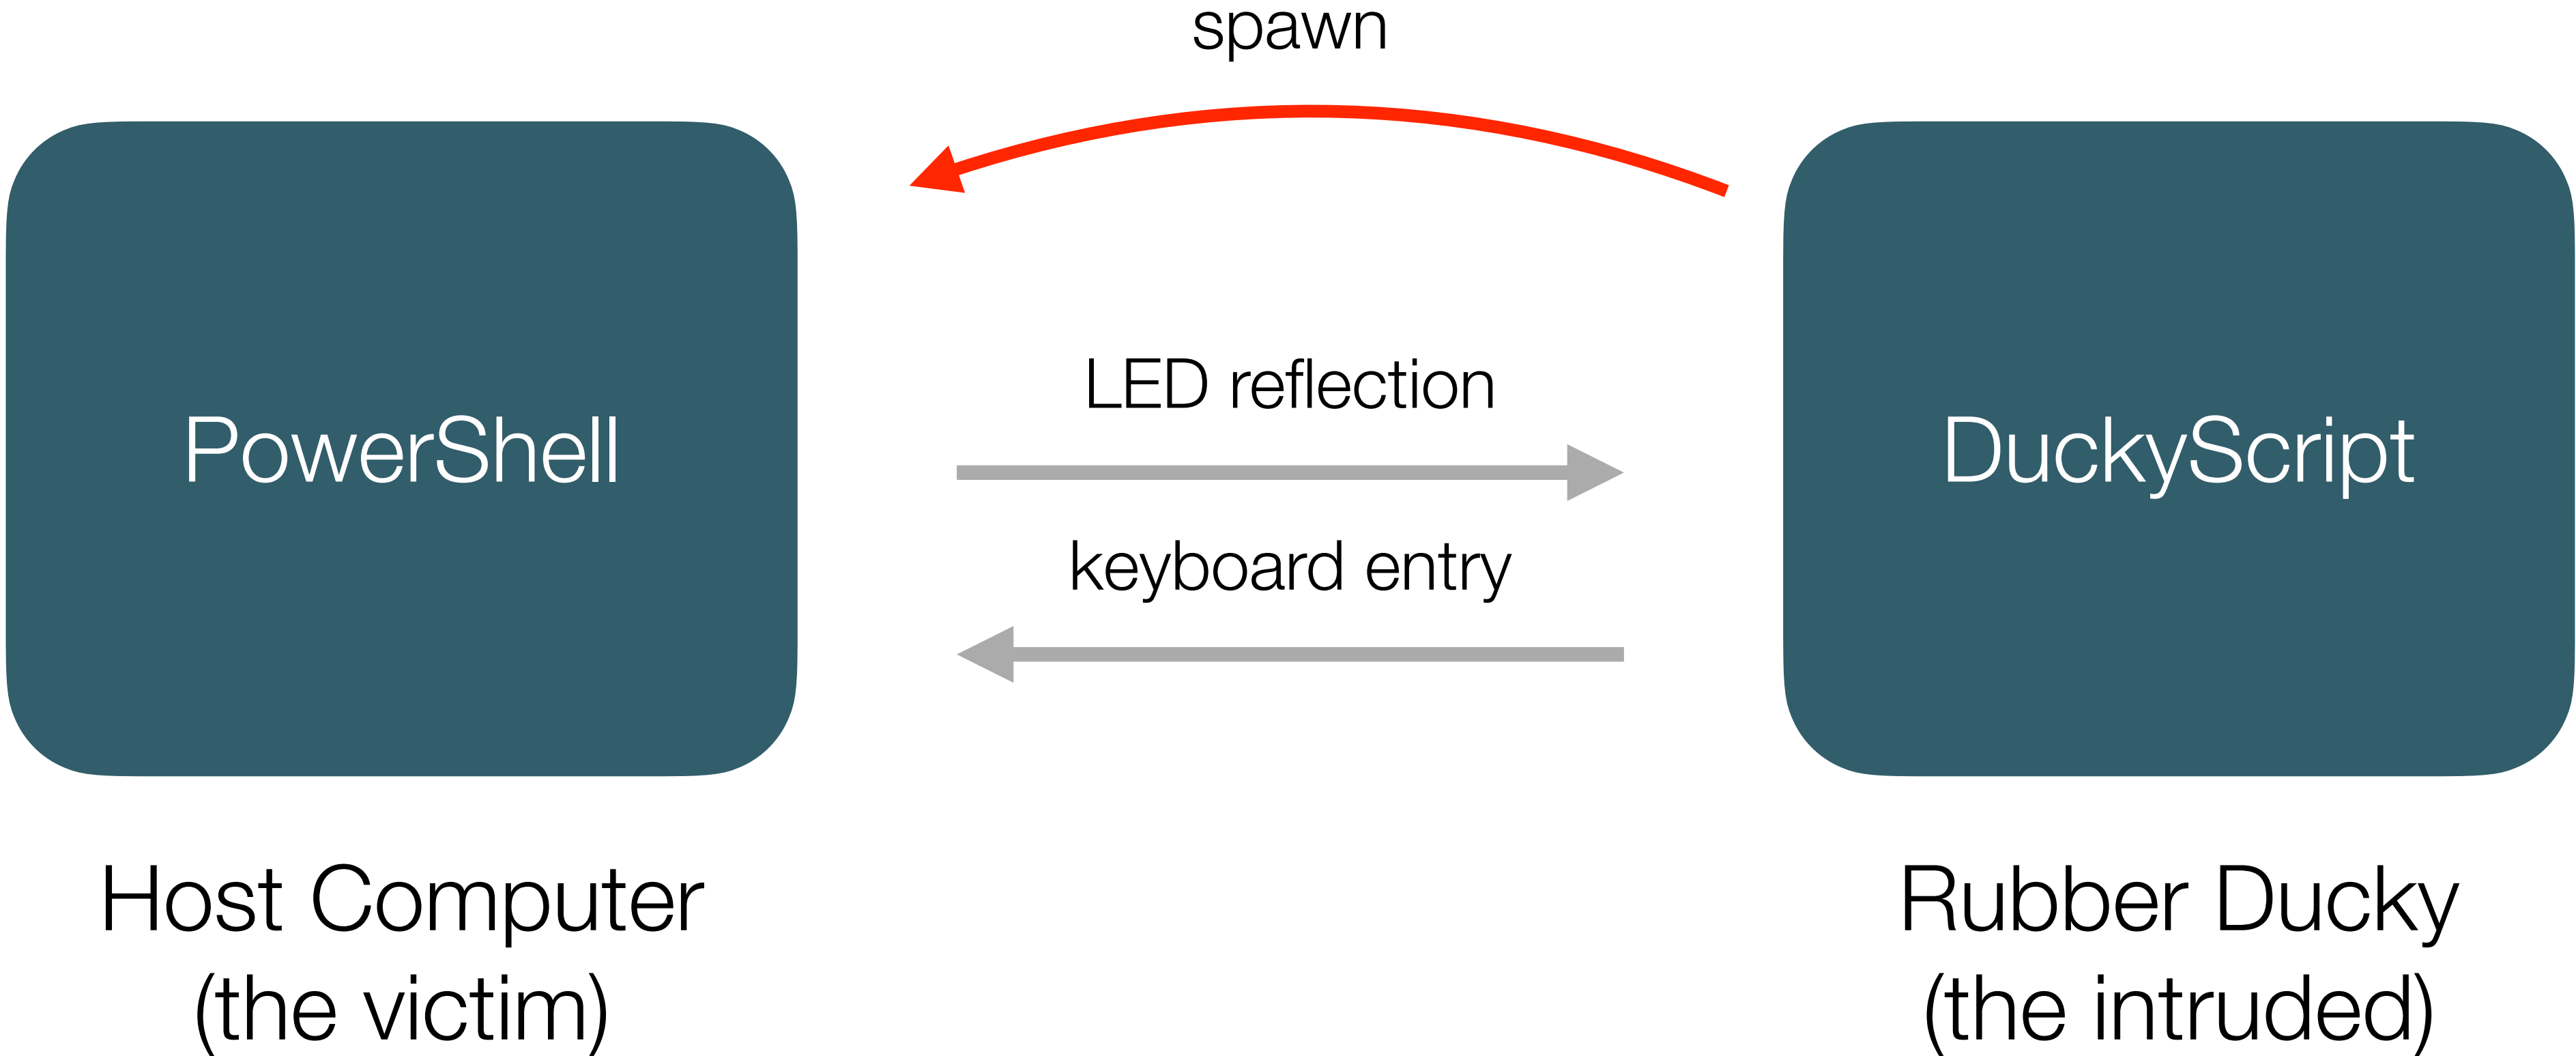 spawn
PowerShell
LED reflection
keyboard entry
DuckyScript
Host Computer
(the victim)
Rubber Ducky
(the intruded)